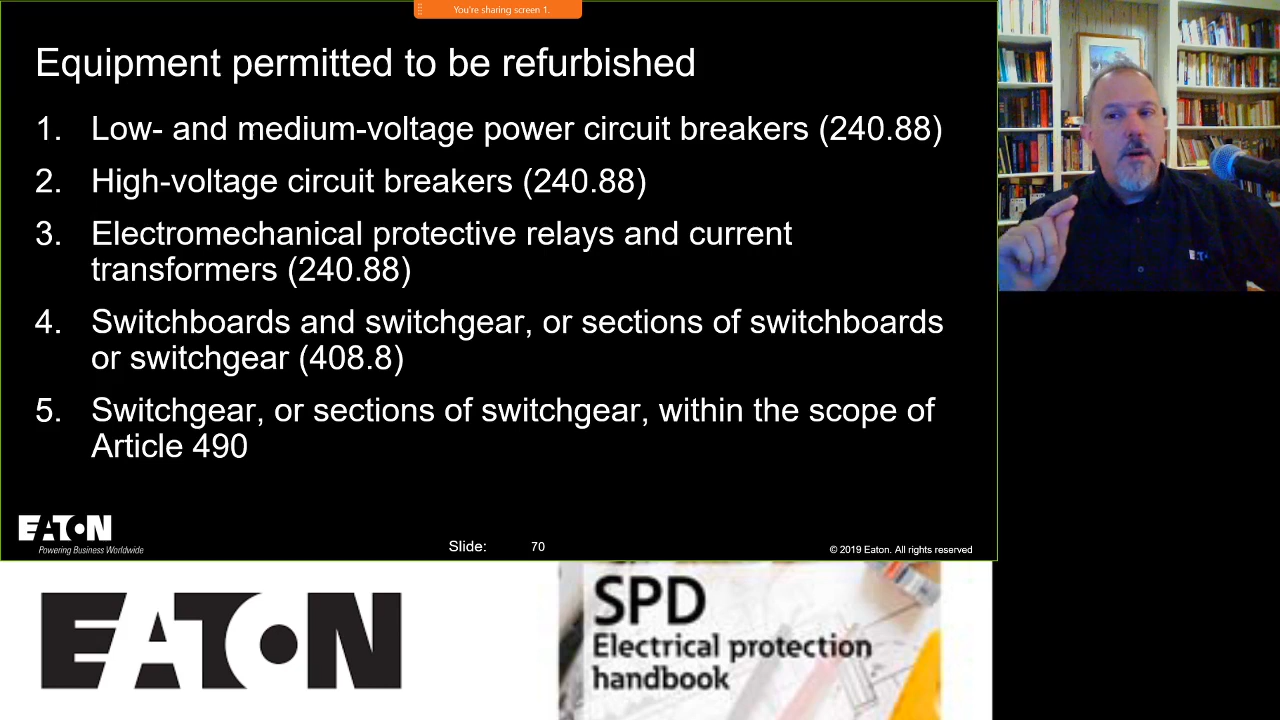 You're sharing screen 1.
Equipment permitted to be refurbished
1. Low- and medium-voltage power circuit breakers (240.88)
2. High-voltage circuit breakers (240.88)
3. Electromechanical protective relays and current
transformers (240.88)
4. Switchboards and switchgear, or sections of switchboards
or switchgear (408.8)
5. Switchgear, or sections of switchgear, within the scope of
Article 490
EATON
Powering Business Worldwide
Slide: 70
© 2019 Eaton. All rights reserved
EATON
SPD
Electrical protection
handbook